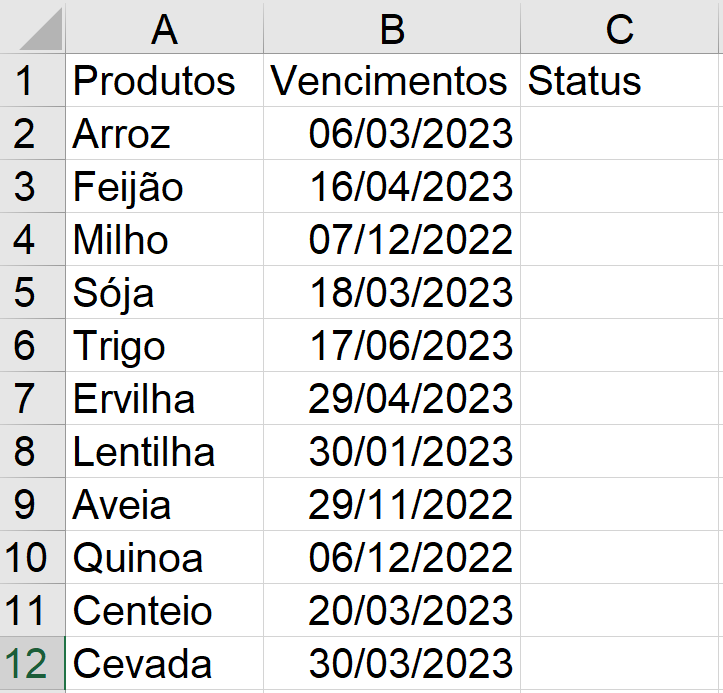 A B C
1 Produtos Vencimentos Status
2 Arroz 06/03/2023
3 Feijão 16/04/2023
4 Milho 07/12/2022
5 Sója 18/03/2023
6 Trigo 17/06/2023
7 Ervilha 29/04/2023
8 Lentilha 30/01/2023
9 Aveia 29/11/2022
10 Quinoa 06/12/2022
11 Centeio 20/03/2023
12 Cevada 30/03/2023